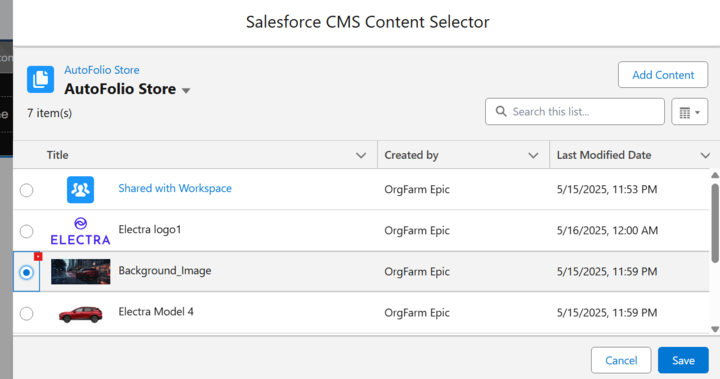 Salesforce CMS Content Selector
AutoFolio Store
AutoFolio Store
Add Content
7 item(s)
Search this list...
Title Created by Last Modified Date
Shared with Workspace OrgFarm Epic 5/15/2025, 11:53 PM
Electra logo1 OrgFarm Epic 5/16/2025, 12:00 AM
ELECTRA
Background_Image OrgFarm Epic 5/15/2025, 11:59 PM
Electra Model 4 OrgFarm Epic 5/15/2025, 11:59 PM
Cancel Save